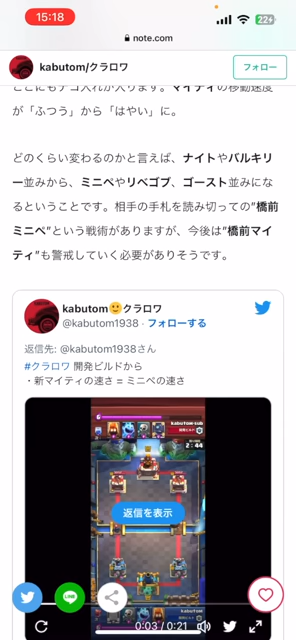 15:18
22
note.com
kabutom/クラロワ
フォロー
ここにもテコ入れが入ります。マイティの移動速度
が「ふつう」から「はやい」に。
どのくらい変わるのかと言えば、ナイトやバルキリ
ー並みから、ミニペやリベゴブ、ゴースト並みにな
るということです。相手の手札を読み切っての”橋前
ミニペ”という戦術がありますが、今後は”橋前マイ
ティ”も警戒していく必要がありそうです。
kabutom🙂クラロワ
@kabutom1938 · フォローする
返信先: @kabutom1938さん
#クラロワ 開発ビルドから
・新マイティの速さ = ミニペの速さ
kabutom-sub
2:44
返信を表示
LINE
0:03 / 0:21
kabutom